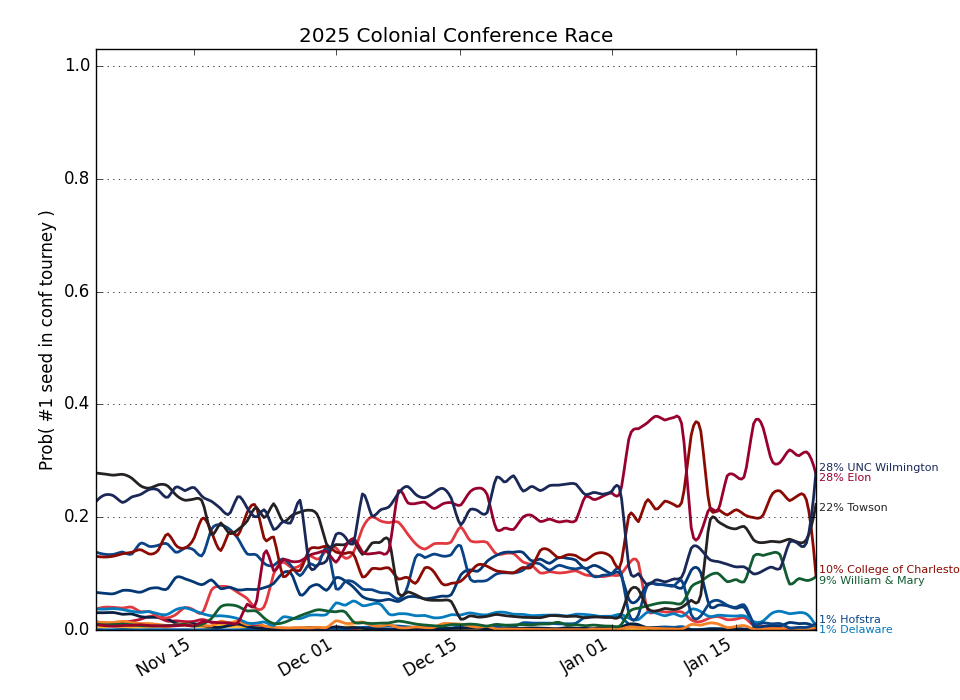 2025 Colonial Conference Race
Prob( #1 seed in conf tourney )
1.0
0.8
0.6
0.4
0.2
0.0
Nov 15
Dec 01
Dec 15
Jan 01
Jan 15
28% UNC Wilmington
28% Elon
22% Towson
10% College of Charlesto
9% William & Mary
1% Hofstra
1% Delaware